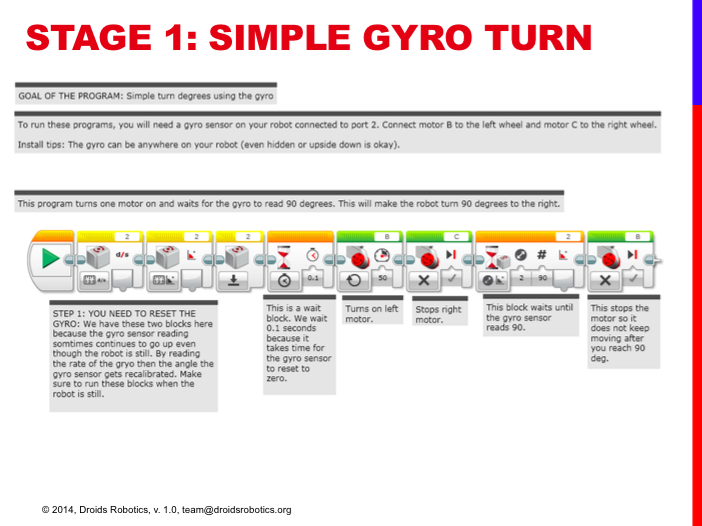 STAGE 1: SIMPLE GYRO TURN
GOAL OF THE PROGRAM: Simple turn degrees using the gyro
To run these programs, you will need a gyro sensor on your robot connected to port 2. Connect motor B to the left wheel and motor C to the right wheel.
Install tips: The gyro can be anywhere on your robot (even hidden or upside down is okay).
This program turns one motor on and waits for the gyro to read 90 degrees. This will make the robot turn 90 degrees to the right.
2
2
2
B
C
2
B
d/s
#
d/s
0.1
50
2
90
STEP 1: YOU NEED TO RESET THE
GYRO: We have these two blocks here
because the gyro sensor reading
somtimes continues to go up even
though the robot is still. By reading
the rate of the gryo then the angle the
gyro sensor gets recalibrated. Make
sure to run these blocks when the
robot is still.
This is a wait
block. We wait
0.1 seconds
because it
takes time for
the gyro sensor
to reset to
zero.
Turns on left
motor.
Stops right
motor.
This block waits until
the gyro sensor
reads 90.
This stops the
motor so it
does not keep
moving after
you reach 90
deg.
© 2014, Droids Robotics, v. 1.0, team@droidsrobotics.org